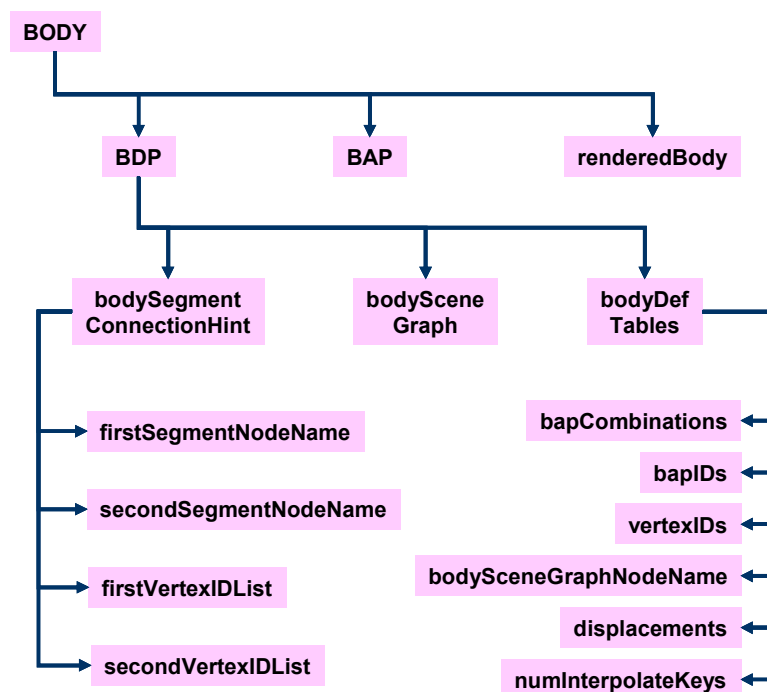 BODY
BDP
BAP
renderedBody
bodySegment
ConnectionHint
bodyScene
Graph
bodyDef
Tables
firstSegmentNodeName
secondSegmentNodeName
firstVertexIDList
secondVertexIDList
bapCombinations
bapIDs
vertexIDs
bodySceneGraphNodeName
displacements
numInterpolateKeys